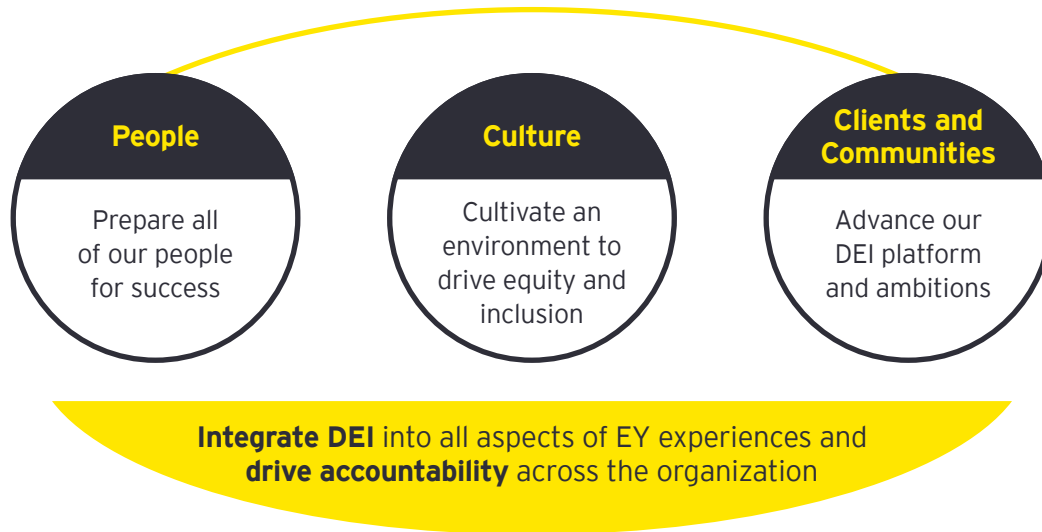 People
Prepare all
of our people
for success
Culture
Cultivate an
environment to
drive equity and
inclusion
Clients and
Communities
Advance our
DEI platform
and ambitions
Integrate DEI into all aspects of EY experiences and
drive accountability across the organization